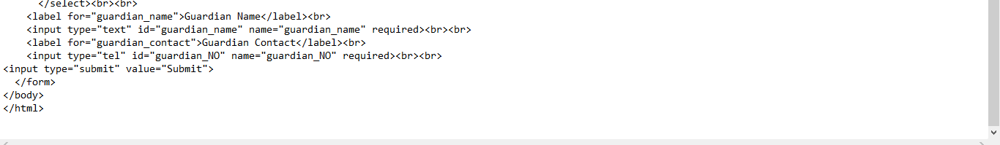 </select><br><br>
<label for="guardian_name">Guardian Name</label><br>
<input type="text" id="guardian_name" name="guardian_name" required><br><br>
<label for="guardian_contact">Guardian Contact</label><br>
<input type="tel" id="guardian_NO" name="guardian_NO" required><br><br>
<input type="submit" value="Submit">
</form>
</body>
</html>